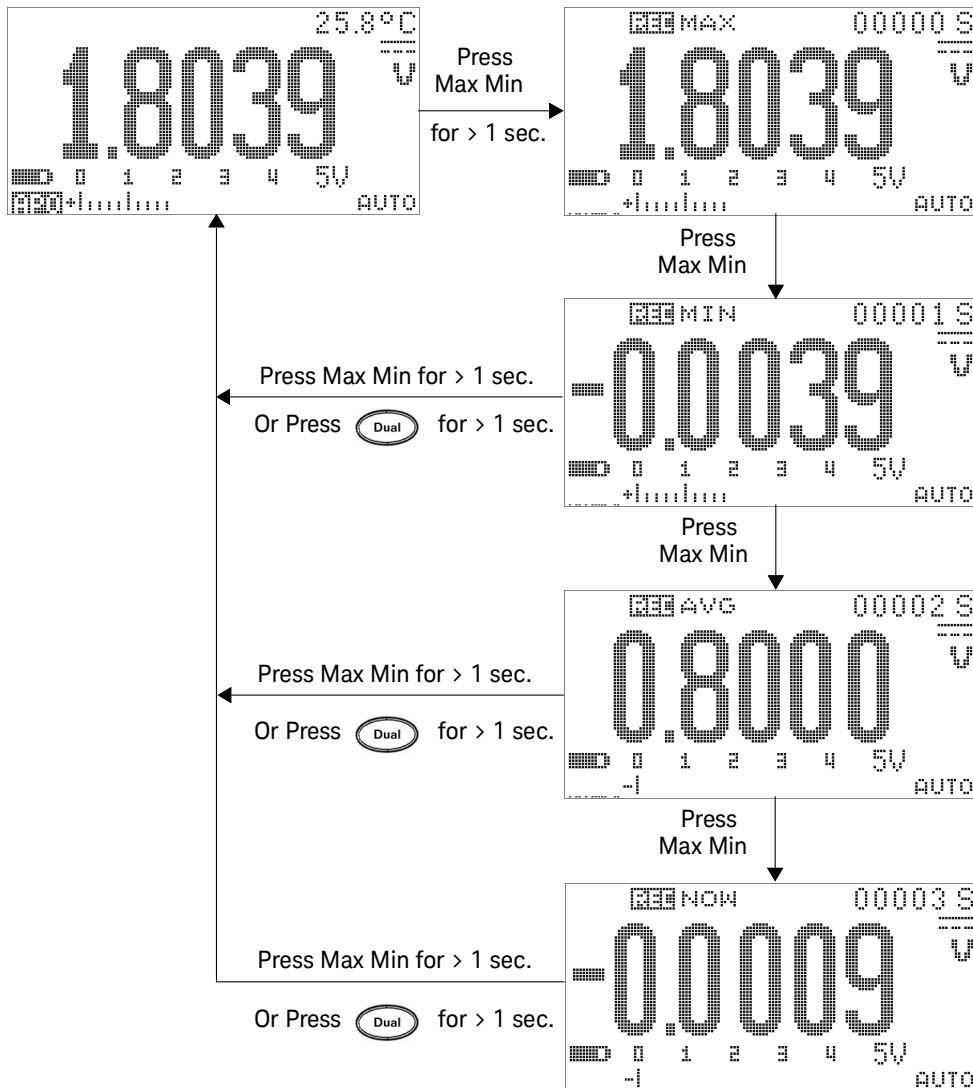 25.8°C
1.8039
V
0 1 2 3 4 5V
AUTO
Press
Max Min
for > 1 sec.
REC MAX 00000 S
1.8039
V
0 1 2 3 4 5V
AUTO
Press
Max Min
REC MIN 00001 S
-0.0039
V
0 1 2 3 4 5V
AUTO
Press Max Min for > 1 sec.
Or Press Dual for > 1 sec.
Press
Max Min
REC AVG 00002 S
0.8000
V
0 1 2 3 4 5V
AUTO
Press Max Min for > 1 sec.
Or Press Dual for > 1 sec.
Press
Max Min
REC NOW 00003 S
-0.0009
V
0 1 2 3 4 5V
AUTO
Press Max Min for > 1 sec.
Or Press Dual for > 1 sec.